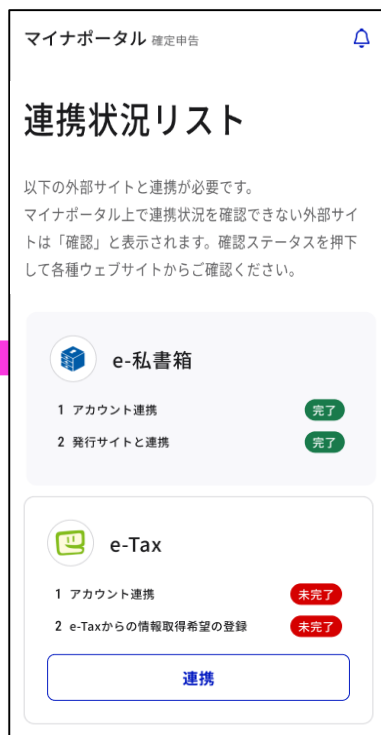 マイナポータル 確定申告
連携状況リスト
以下の外部サイトと連携が必要です。
マイナポータル上で連携状況を確認できない外部サイ
トは「確認」と表示されます。確認ステータスを押下
して各種ウェブサイトからご確認ください。
e-私書箱
1 アカウント連携 完了
2 発行サイトと連携 完了
e-Tax
1 アカウント連携 未完了
2 e-Taxからの情報取得希望の登録 未完了
連携